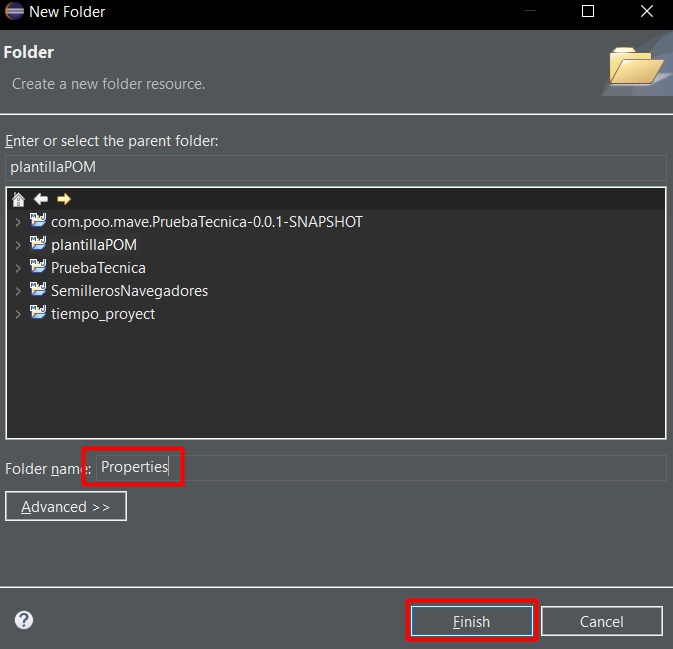 New Folder
Folder
Create a new folder resource.
Enter or select the parent folder:
plantillaPOM
com.poo.mave.PruebaTecnica-0.0.1-SNAPSHOT
plantillaPOM
PruebaTecnica
SemillerosNavegadores
tiempo_proyect
Folder name: Properties
Advanced >>
Finish Cancel